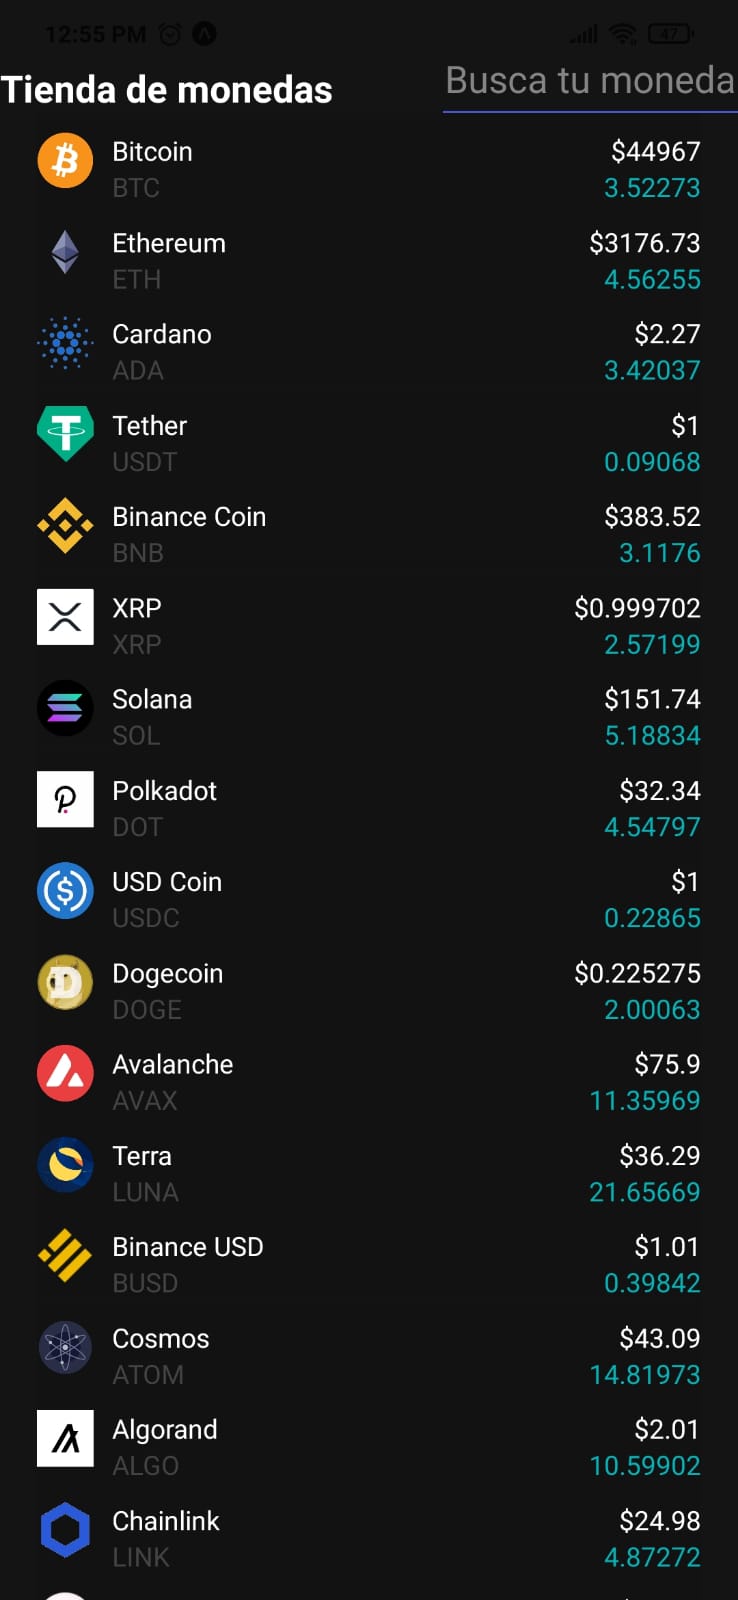 12:55 PM 47
Tienda de monedas Busca tu moneda
Bitcoin $44967
BTC 3.52273
Ethereum $3176.73
ETH 4.56255
Cardano $2.27
ADA 3.42037
Tether $1
USDT 0.09068
Binance Coin $383.52
BNB 3.1176
XRP $0.999702
XRP 2.57199
Solana $151.74
SOL 5.18834
Polkadot $32.34
DOT 4.54797
USD Coin $1
USDC 0.22865
Dogecoin $0.225275
DOGE 2.00063
Avalanche $75.9
AVAX 11.35969
Terra $36.29
LUNA 21.65669
Binance USD $1.01
BUSD 0.39842
Cosmos $43.09
ATOM 14.81973
Algorand $2.01
ALGO 10.59902
Chainlink $24.98
LINK 4.87272